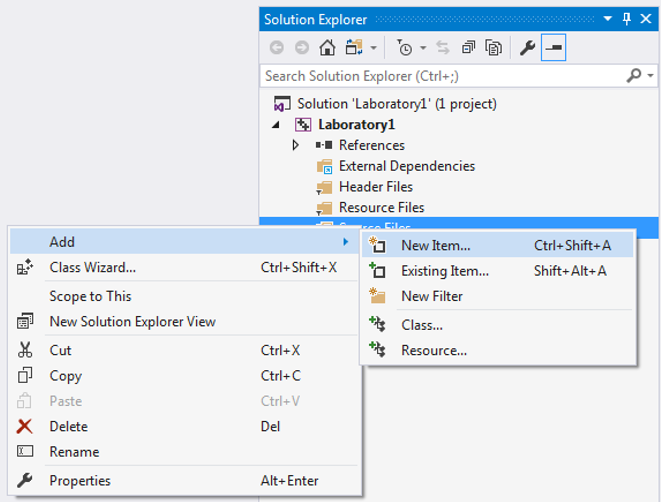 Solution Explorer
Search Solution Explorer (Ctrl+;)
Solution 'Laboratory1' (1 project)
Laboratory1
References
External Dependencies
Header Files
Resource Files
Source Files
Add
Class Wizard... Ctrl+Shift+X
Scope to This
New Solution Explorer View
Cut Ctrl+X
Copy Ctrl+C
Paste Ctrl+V
Delete Del
Rename
Properties Alt+Enter
New Item... Ctrl+Shift+A
Existing Item... Shift+Alt+A
New Filter
Class...
Resource...